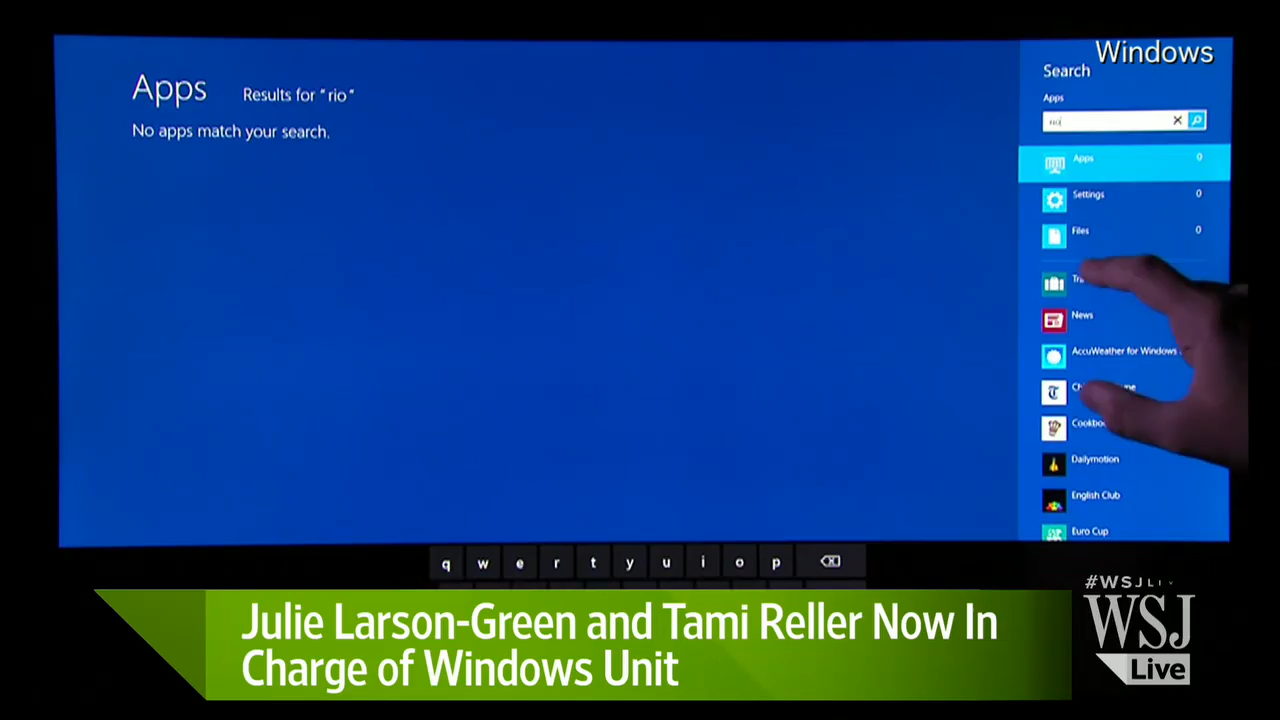 Windows
Apps
Results for "rio"
No apps match your search.
Search
Apps
rio
Apps 0
Settings 0
Files 0
News
AccuWeather for Windows
Dailymotion
English Club
Euro Cup
q w e r t y u i o p
Julie Larson-Green and Tami Reller Now In
Charge of Windows Unit
#WSJLIV
WSJ
Live